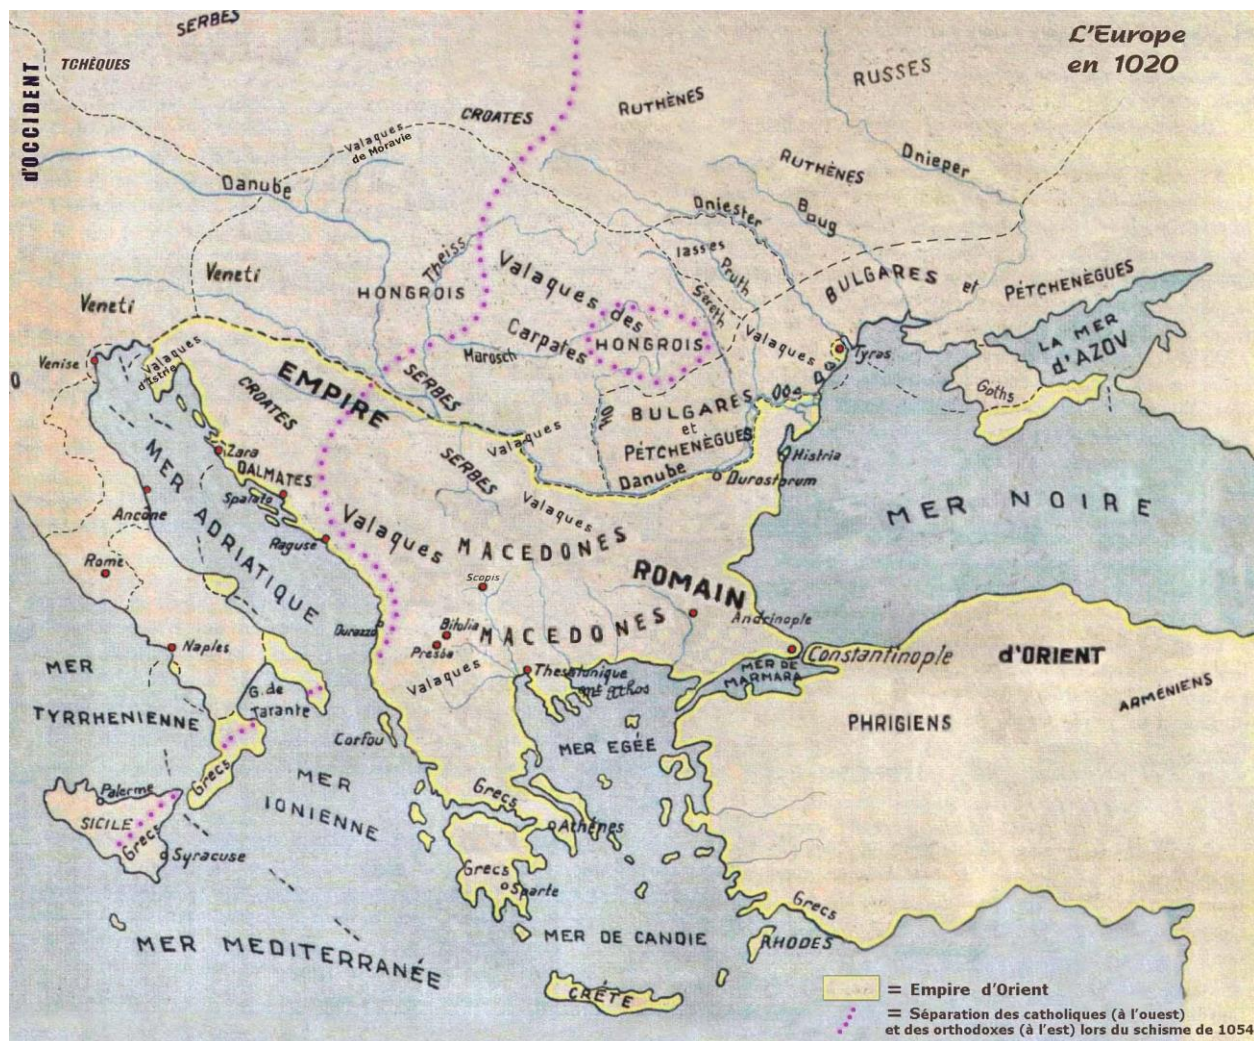 SERBES
L'Europe
en 1020
TCHÈQUES
d'OCCIDENT
RUSSES
RUTHÈNES
CROATES
Valaques
de Moravie
Danube
RUTHÈNES
Dnieper
Dniester
Boug
Iasses
Pruth
Sereth
Theiss
Veneti
Veneti
HONGROIS
Valaques des
Carpates
HONGROIS
Marosch
BULGARES et
PÉTCHENÈGUES
LA MER
d'AZOV
Goths
Valaques
Tyras
Venise
O
Valaques
d'Istrie
CROATES
EMPIRE
SERBES
Olt
BULGARES
et
PÉTCHENÈGUES
Danube
Valaques
Histria
Durostorum
Zara
DALMATES
Spalato
Raguse
SERBES
Valaques
Valaques
MACEDONES
MER NOIRE
MER
ADRIATIQUE
Ancône
Rome
Scopis
ROMAIN
Durazzo
Bitolia
Presba
MACEDONES
Andrinople
Constantinople
d'ORIENT
Valaques
Thesalunique
mt Athos
MER DE
MARMARA
ARMÉNIENS
PHRIGIENS
Naples
MER
TYRRHENIENNE
G. de
Tarante
Corfou
MER EGÉE
MER
IONIENNE
Grecs
Palerme
SICILE
Grecs
Syracuse
Grecs
Athènes
Grecs
Sparte
Grecs
MER DE CANDIE
RHODES
MER MEDITERRANÉE
CRÊTE
= Empire d'Orient
= Séparation des catholiques (à l'ouest)
et des orthodoxes (à l'est) lors du schisme de 1054